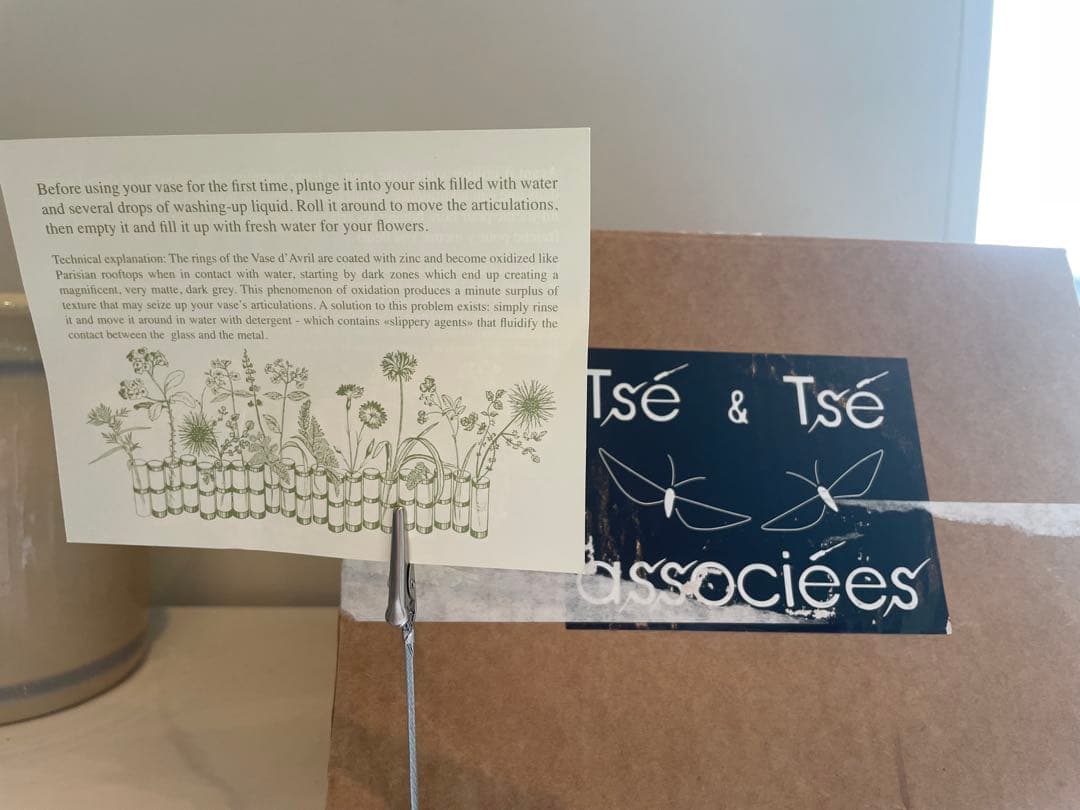 Before using your vase for the first time, plunge it into your sink filled with water
and several drops of washing-up liquid. Roll it around to move the articulations,
then empty it and fill it up with fresh water for your flowers.
Technical explanation: The rings of the Vase d’Avril are coated with zinc and become oxidized like
Parisian rooftops when in contact with water, starting by dark zones which end up creating a
magnificent, very matte, dark grey. This phenomenon of oxidation produces a minute surplus of
texture that may seize up your vase’s articulations. A solution to this problem exists: simply rinse
it and move it around in water with detergent - which contains «slippery agents» that fluidify the
contact between the glass and the metal.
Tsé & Tsé
associées